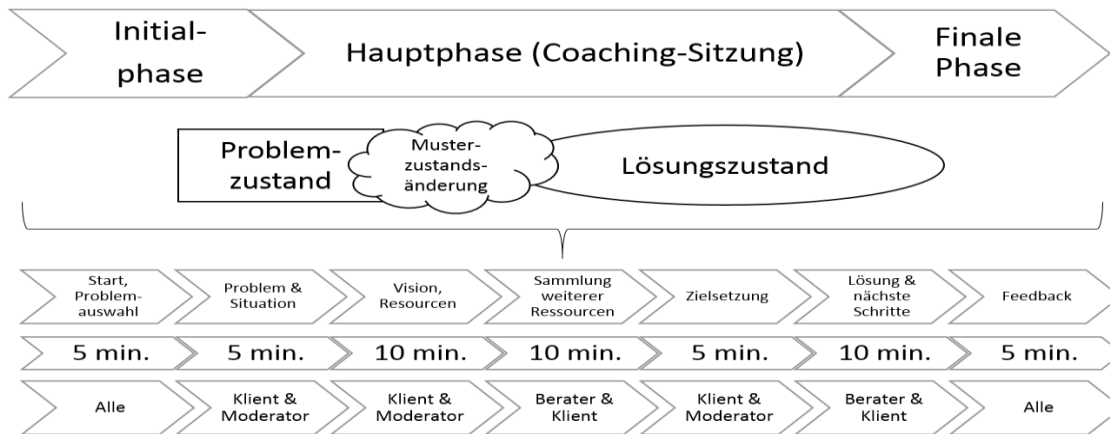 Initial-
phase
Hauptphase (Coaching-Sitzung)
Finale
Phase
Problem-
zustand
Muster-
zustands-
änderung
Lösungszustand
Start,
Problem-
auswahl
Problem &
Situation
Vision,
Resourcen
Sammlung
weiterer
Ressourcen
Zielsetzung
Lösung &
nächste
Schritte
Feedback
5 min.
5 min.
10 min.
10 min.
5 min.
10 min.
5 min.
Alle
Klient &
Moderator
Klient &
Moderator
Berater &
Klient
Klient &
Moderator
Berater &
Klient
Alle